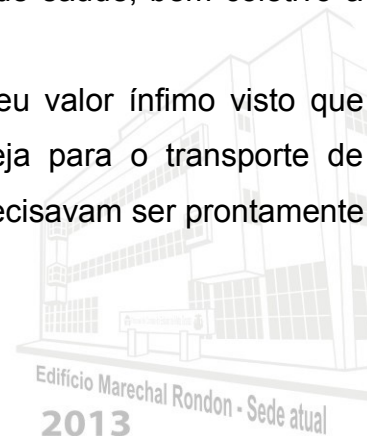 de saúde, bem coletivo a
eu valor ínfimo visto que
eja para o transporte de
ecisavam ser prontamente
Edifício Marechal Rondon - Sede atual
2013